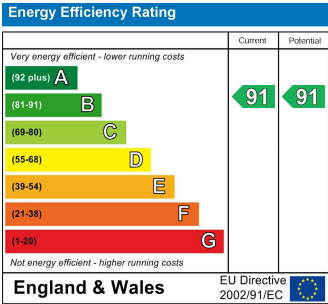 Energy Efficiency Rating
Current Potential
Very energy efficient - lower running costs
(92 plus) A
(81-91) B
91 91
(69-80) C
(55-68) D
(39-54) E
(21-38) F
(1-20) G
Not energy efficient - higher running costs
England & Wales
EU Directive
2002/91/EC